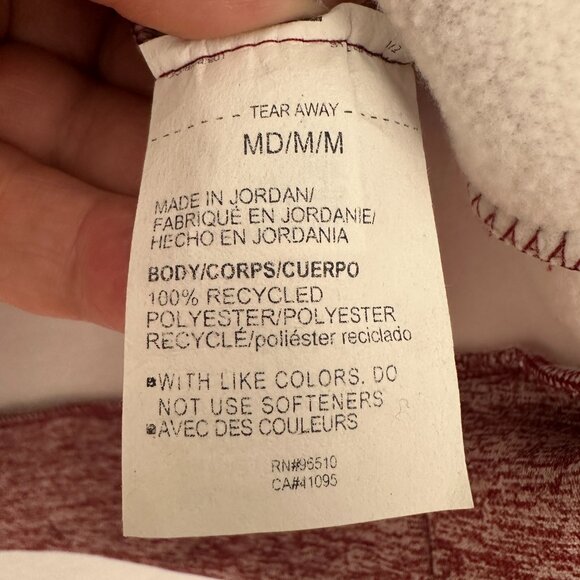 TEAR AWAY
MD/M/M
MADE IN JORDAN/
FABRIQUÉ EN JORDANIE/
HECHO EN JORDANIA
BODY/CORPS/CUERPO
100% RECYCLED
POLYESTER/POLYESTER
RECYCLÉ/poliéster reciclado
WITH LIKE COLORS. DO
NOT USE SOFTENERS
AVEC DES COULEURS
RN#96510
CA#41095